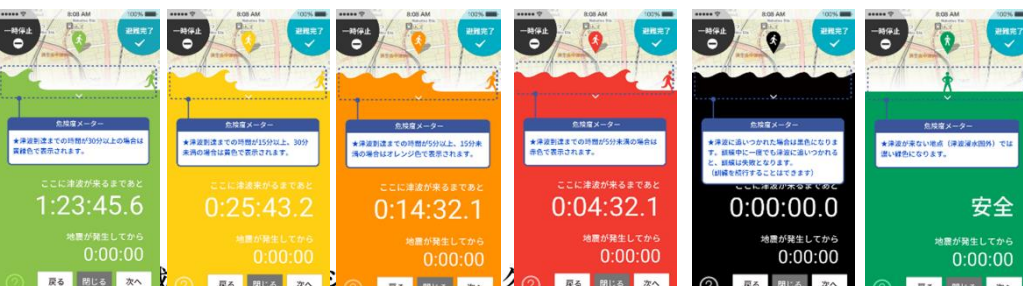 8:08 AM
100%
一時停止
避難完了
危険度メーター
★津波到達までの時間が30分以上の場合は
黄緑色で表示されます。
ここに津波が来るまであと
1:23:45.6
地震が発生してから
0:00:00
戻る
閉じる
次へ
8:08 AM
100%
一時停止
避難完了
危険度メーター
★津波到達までの時間が15分以上、30分
未満の場合は黄色で表示されます。
ここに津波来がるまであと
0:25:43.2
地震が発生してから
0:00:00
戻る
閉じる
次へ
8:08 AM
100%
一時停止
避難完了
危険度メーター
★津波到達までの時間が5分以上、15分未
満の場合はオレンジ色で表示されます。
ここに津波が来るまであと
0:14:32.1
地震が発生してから
0:00:00
戻る
閉じる
次へ
8:08 AM
100%
一時停止
避難完了
危険度メーター
★津波到達までの時間が5分未満の場合は
赤色で表示されます。
ここに津波が来るまであと
0:04:32.1
地震が発生してから
0:00:00
戻る
閉じる
次へ
8:08 AM
100%
一時停止
避難完了
危険度メーター
★津波に追いつかれた場合は黒色になりま
す。訓練中に一度でも津波に追いつかれる
と、訓練は失敗となります。
（訓練を続行することはできます）
ここに津波が来るまであと
0:00:00.0
地震が発生してから
0:00:00
戻る
閉じる
次へ
8:08 AM
100%
一時停止
避難完了
危険度メーター
★津波が来ない地点（津波浸水圏外）では
濃い緑色になります。
安全
地震が発生してから
0:00:00
戻る
閉じる
次へ